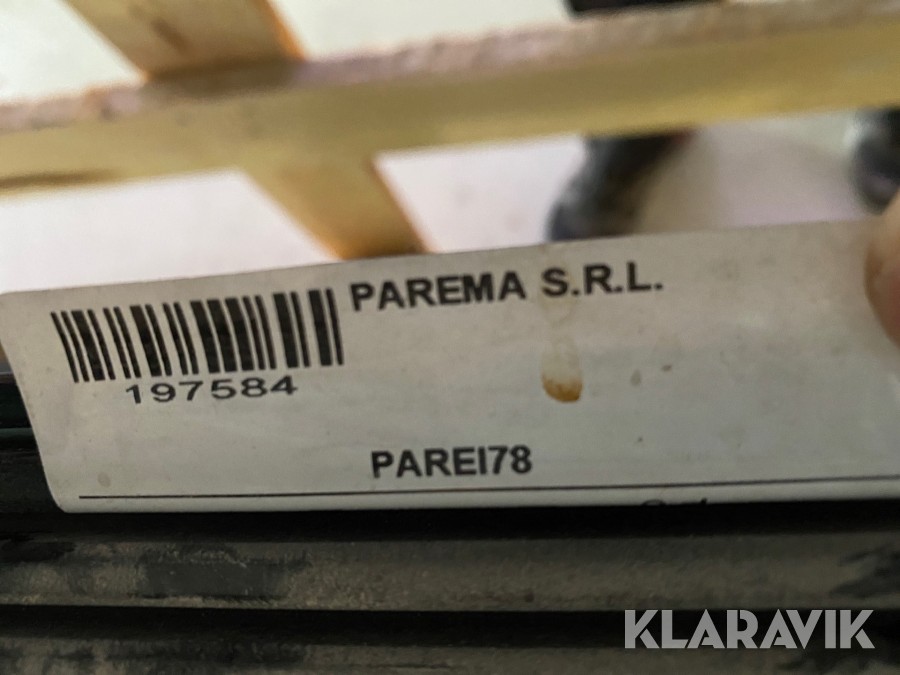 PAREMA S.R.L.
197584
PAREI78
KLARAVIK